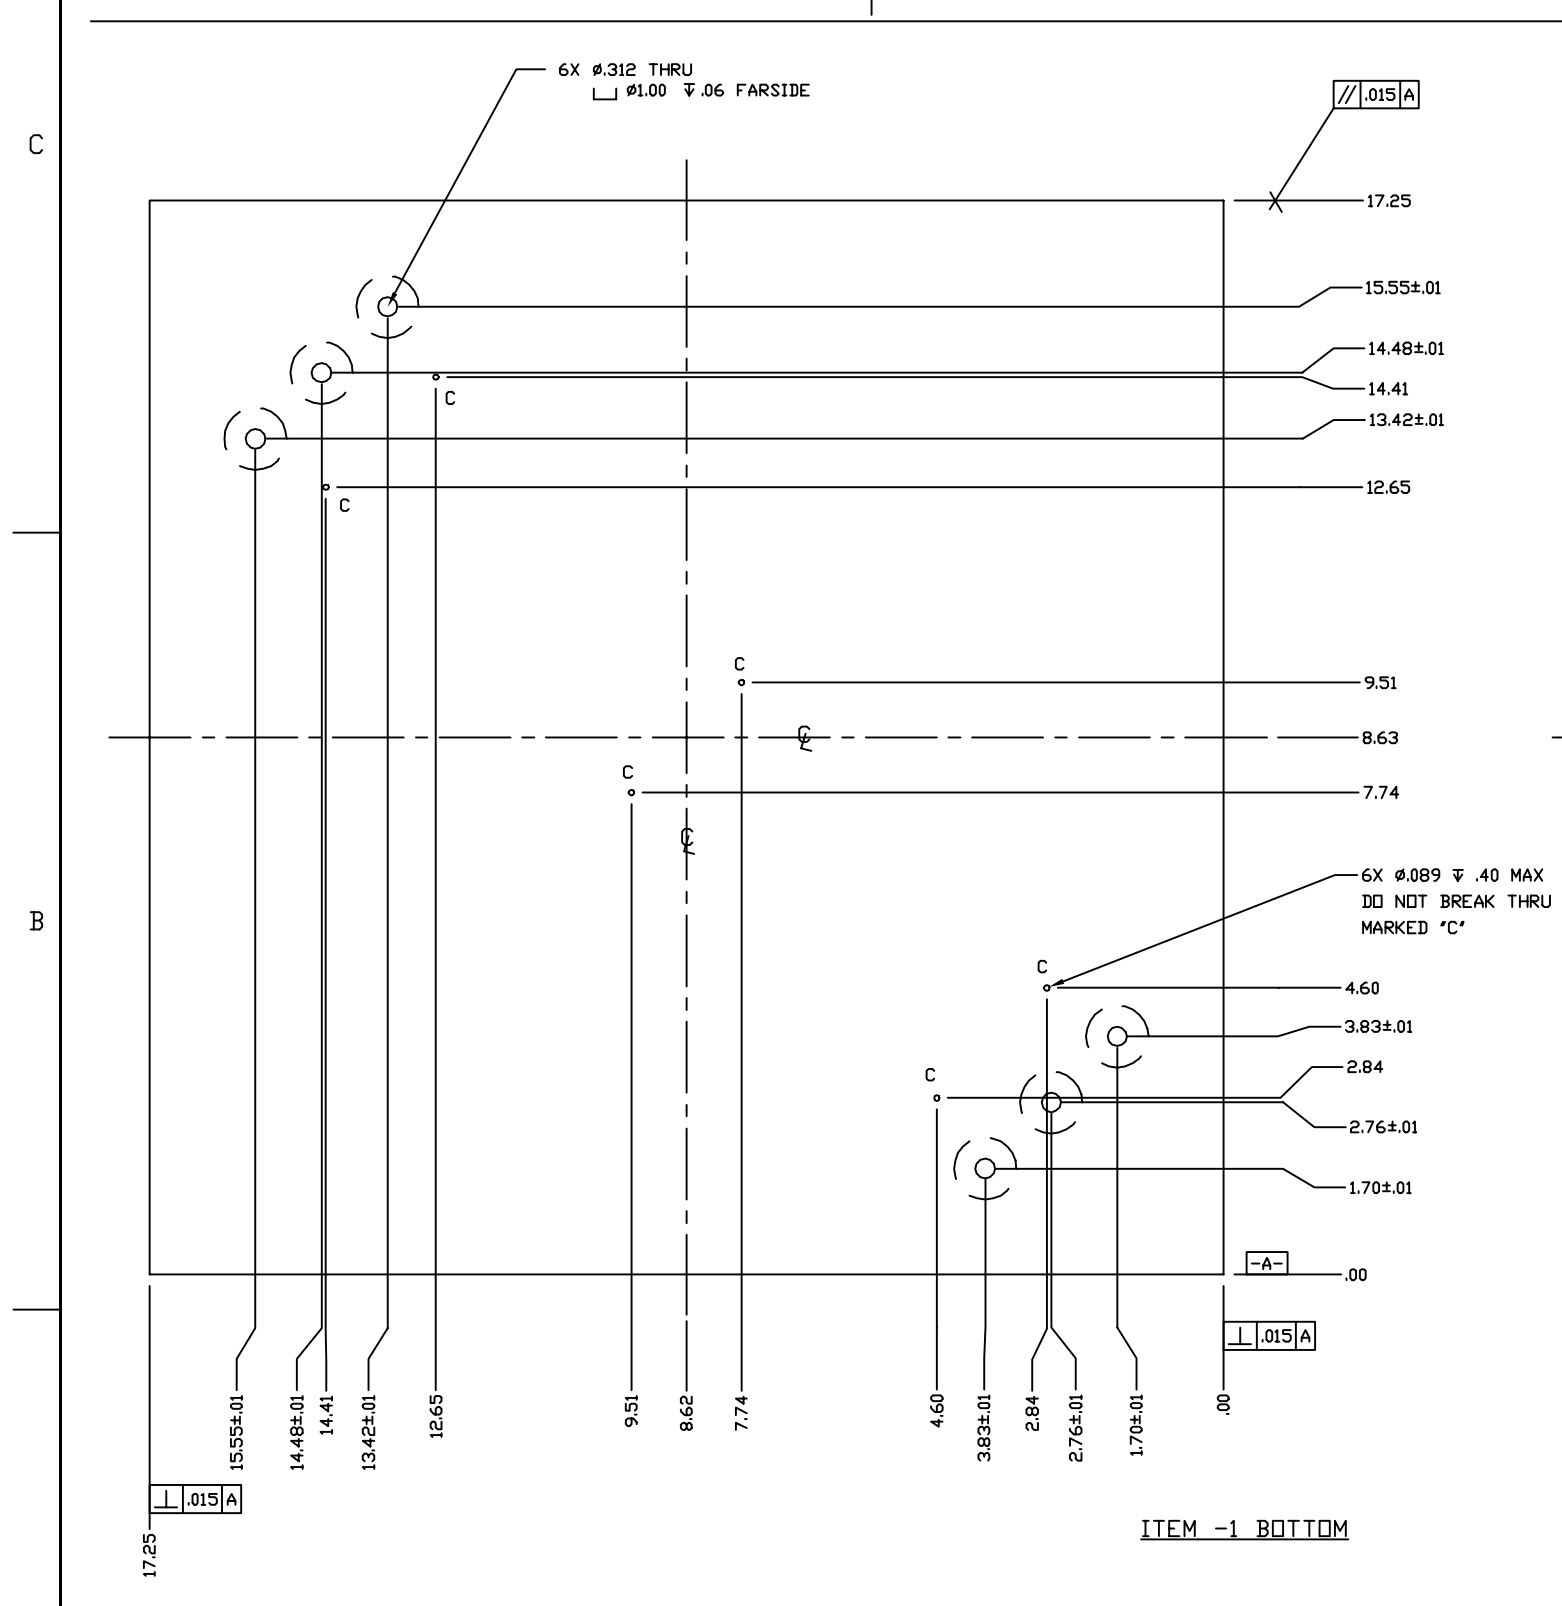 6X ø.312 THRU
⌴ ø1.00 ↧ .06 FARSIDE
// .015 A
C
17.25
15.55±.01
14.48±.01
14.41
C
13.42±.01
12.65
C
C
9.51
℄
8.63
C
7.74
℄
6X ø.089 ↧ .40 MAX
DO NOT BREAK THRU
MARKED "C"
B
C
4.60
3.83±.01
2.84
C
2.76±.01
1.70±.01
-A-
.00
⊥ .015 A
15.55±.01
14.48±.01
14.41
13.42±.01
12.65
9.51
8.62
7.74
4.60
3.83±.01
2.84
2.76±.01
1.70±.01
.00
⊥ .015 A
17.25
ITEM -1 BOTTOM